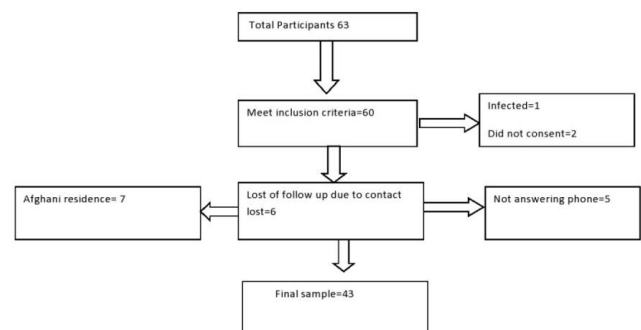 Total Participants 63
Meet inclusion criteria=60
Infected=1
Did not consent=2
Afghani residence= 7
Lost of follow up due to contact
lost=6
Not answering phone=5
Final sample=43